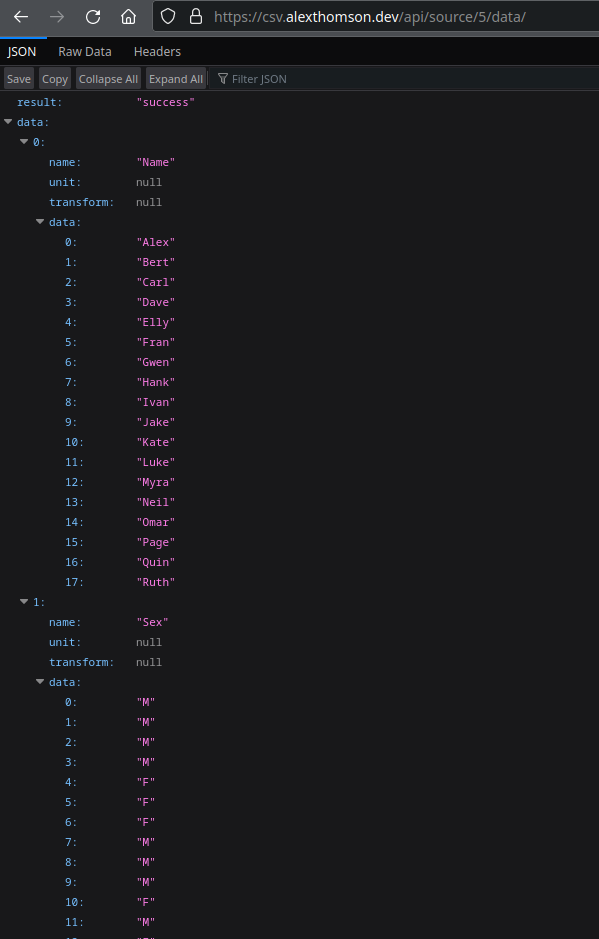 https://csv.alexthomson.dev/api/source/5/data/
JSON Raw Data Headers
Save Copy Collapse All Expand All Filter JSON
result: "success"
data:
0:
name: "Name"
unit: null
transform: null
data:
0: "Alex"
1: "Bert"
2: "Carl"
3: "Dave"
4: "Elly"
5: "Fran"
6: "Gwen"
7: "Hank"
8: "Ivan"
9: "Jake"
10: "Kate"
11: "Luke"
12: "Myra"
13: "Neil"
14: "Omar"
15: "Page"
16: "Quin"
17: "Ruth"
1:
name: "Sex"
unit: null
transform: null
data:
0: "M"
1: "M"
2: "M"
3: "M"
4: "F"
5: "F"
6: "F"
7: "M"
8: "M"
9: "M"
10: "F"
11: "M"